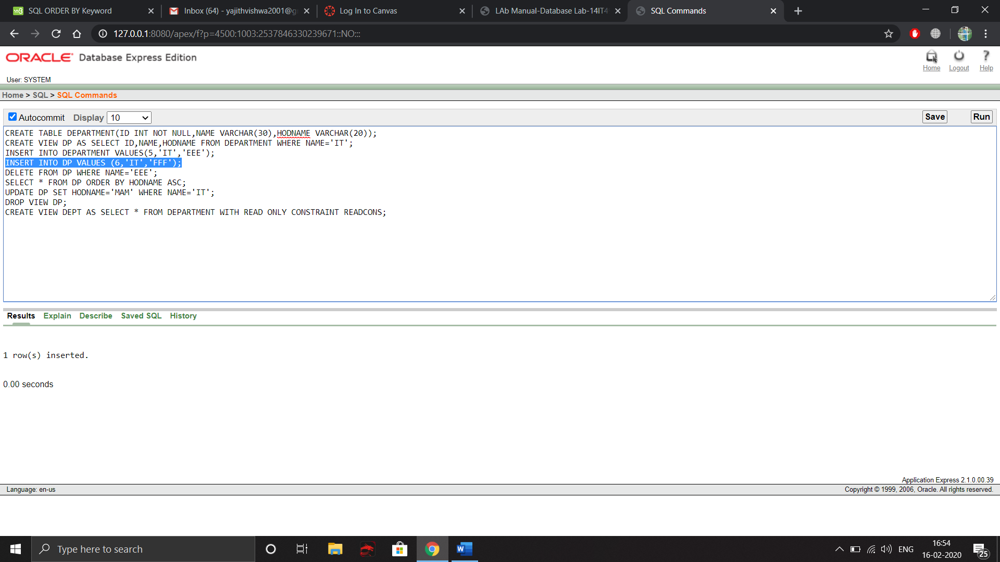 SQL ORDER BY Keyword
Inbox (64) - yajithvishwa2001@g
Log In to Canvas
LAb Manual-Database Lab-14IT4
SQL Commands
127.0.0.1:8080/apex/f?p=4500:1003:2537846330239671::NO:::
ORACLE Database Express Edition
Home Logout Help
User: SYSTEM
Home > SQL > SQL Commands
Autocommit Display 10 Save Run
CREATE TABLE DEPARTMENT(ID INT NOT NULL,NAME VARCHAR(30),HODNAME VARCHAR(20));
CREATE VIEW DP AS SELECT ID,NAME,HODNAME FROM DEPARTMENT WHERE NAME='IT';
INSERT INTO DEPARTMENT VALUES(5,'IT','EEE');
INSERT INTO DP VALUES (6,'IT','FFF');
DELETE FROM DP WHERE NAME='EEE';
SELECT * FROM DP ORDER BY HODNAME ASC;
UPDATE DP SET HODNAME='MAM' WHERE NAME='IT';
DROP VIEW DP;
CREATE VIEW DEPT AS SELECT * FROM DEPARTMENT WITH READ ONLY CONSTRAINT READCONS;
Results Explain Describe Saved SQL History
1 row(s) inserted.
0.00 seconds
Application Express 2.1.0.00.39
Language: en-us Copyright © 1999, 2006, Oracle. All rights reserved.
Type here to search
ENG
16:54
16-02-2020
25